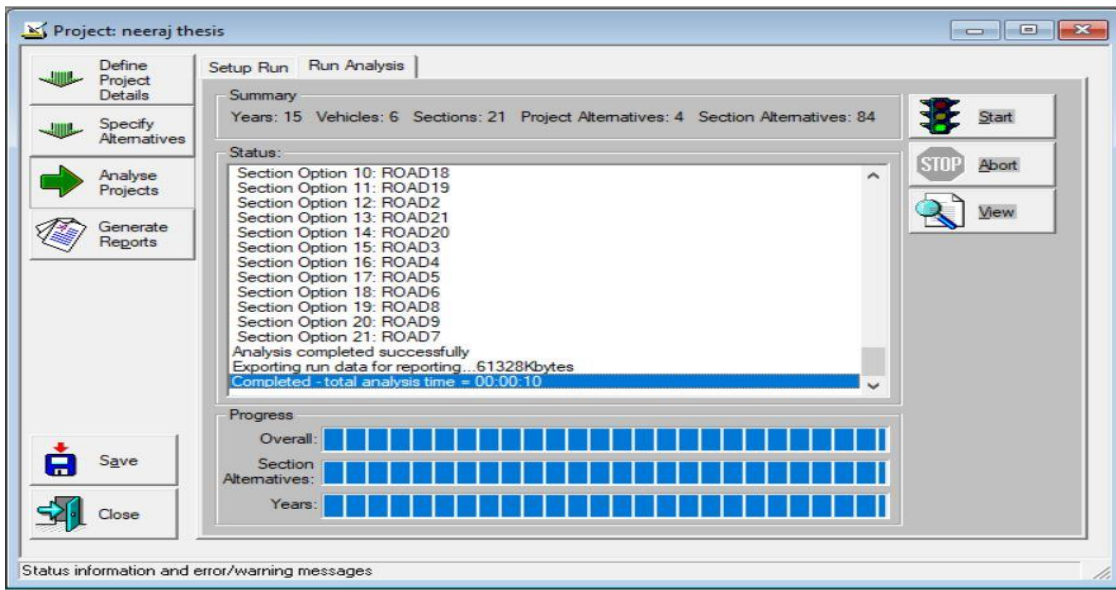 Project: neeraj thesis
Define
Project
Details
Specify
Alternatives
Analyse
Projects
Generate
Reports
Save
Close
Setup Run Run Analysis
Summary
Years: 15 Vehicles: 6 Sections: 21 Project Alternatives: 4 Section Alternatives: 84
Status:
Section Option 10: ROAD18
Section Option 11: ROAD19
Section Option 12: ROAD2
Section Option 13: ROAD21
Section Option 14: ROAD20
Section Option 15: ROAD3
Section Option 16: ROAD4
Section Option 17: ROAD5
Section Option 18: ROAD6
Section Option 19: ROAD8
Section Option 20: ROAD9
Section Option 21: ROAD7
Analysis completed successfully
Exporting run data for reporting...61328Kbytes
Completed - total analysis time = 00:00:10
Progress
Overall:
Section
Alternatives:
Years:
Start
STOP Abort
View
Status information and error/warning messages